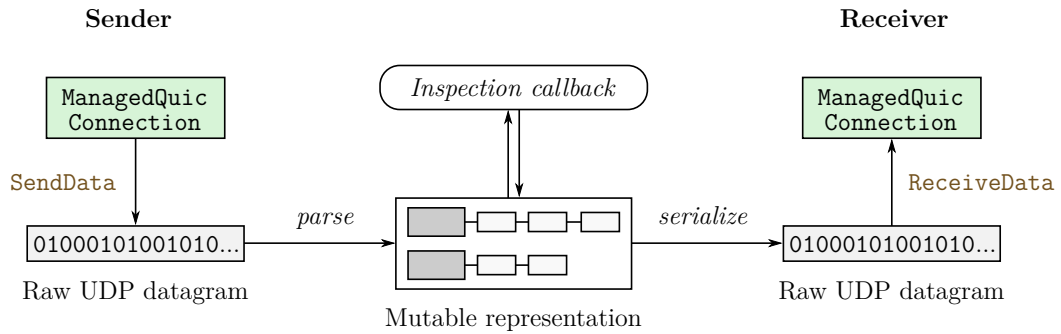 Sender
Receiver
ManagedQuic
Connection
Inspection callback
ManagedQuic
Connection
SendData
ReceiveData
01000101001010...
parse
serialize
01000101001010...
Raw UDP datagram
Mutable representation
Raw UDP datagram